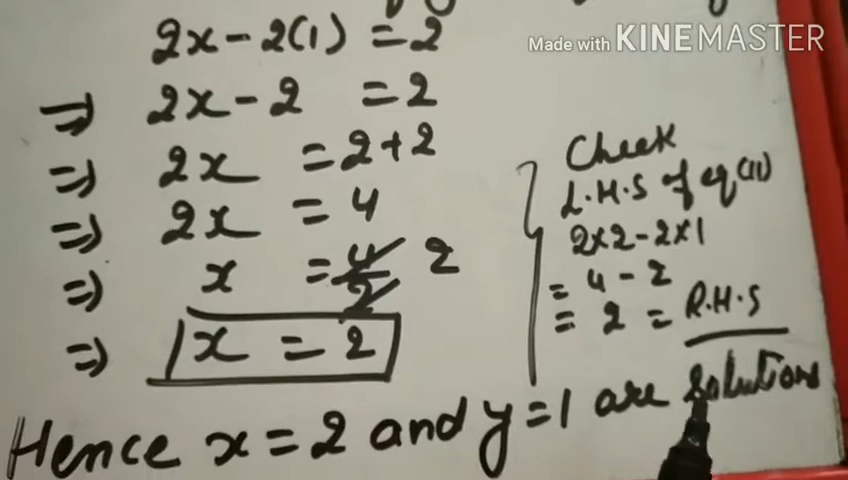 Made with KINEMASTER
2x - 2(1) = 2
=) 2x - 2 = 2
=) 2x = 2+2
=) 2x = 4
=) x = 4/2 2
=) x = 2
Check
L.H.S of eq(11)
2x2 - 2x1
= 4 - 2
= 2 = R.H.S
Hence x = 2 and y = 1 are solutions